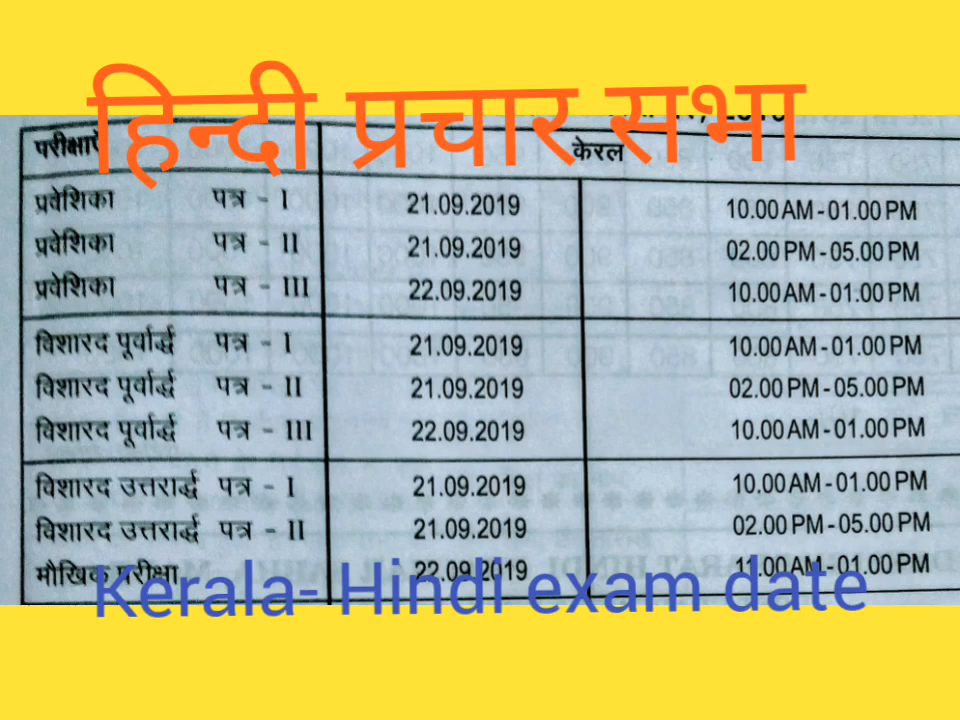 हिन्दी प्रचार सभा
परीक्षाएँ केरल
प्रवेशिका पत्र - I 21.09.2019 10.00 AM - 01.00 PM
प्रवेशिका पत्र - II 21.09.2019 02.00 PM - 05.00 PM
प्रवेशिका पत्र - III 22.09.2019 10.00 AM - 01.00 PM
विशारद पूर्वार्द्ध पत्र - I 21.09.2019 10.00 AM - 01.00 PM
विशारद पूर्वार्द्ध पत्र - II 21.09.2019 02.00 PM - 05.00 PM
विशारद पूर्वार्द्ध पत्र - III 22.09.2019 10.00 AM - 01.00 PM
विशारद उत्तरार्द्ध पत्र - I 21.09.2019 10.00 AM - 01.00 PM
विशारद उत्तरार्द्ध पत्र - II 21.09.2019 02.00 PM - 05.00 PM
मौखिक परीक्षा 22.09.2019 11.00 AM - 01.00 PM
Kerala- Hindi exam date